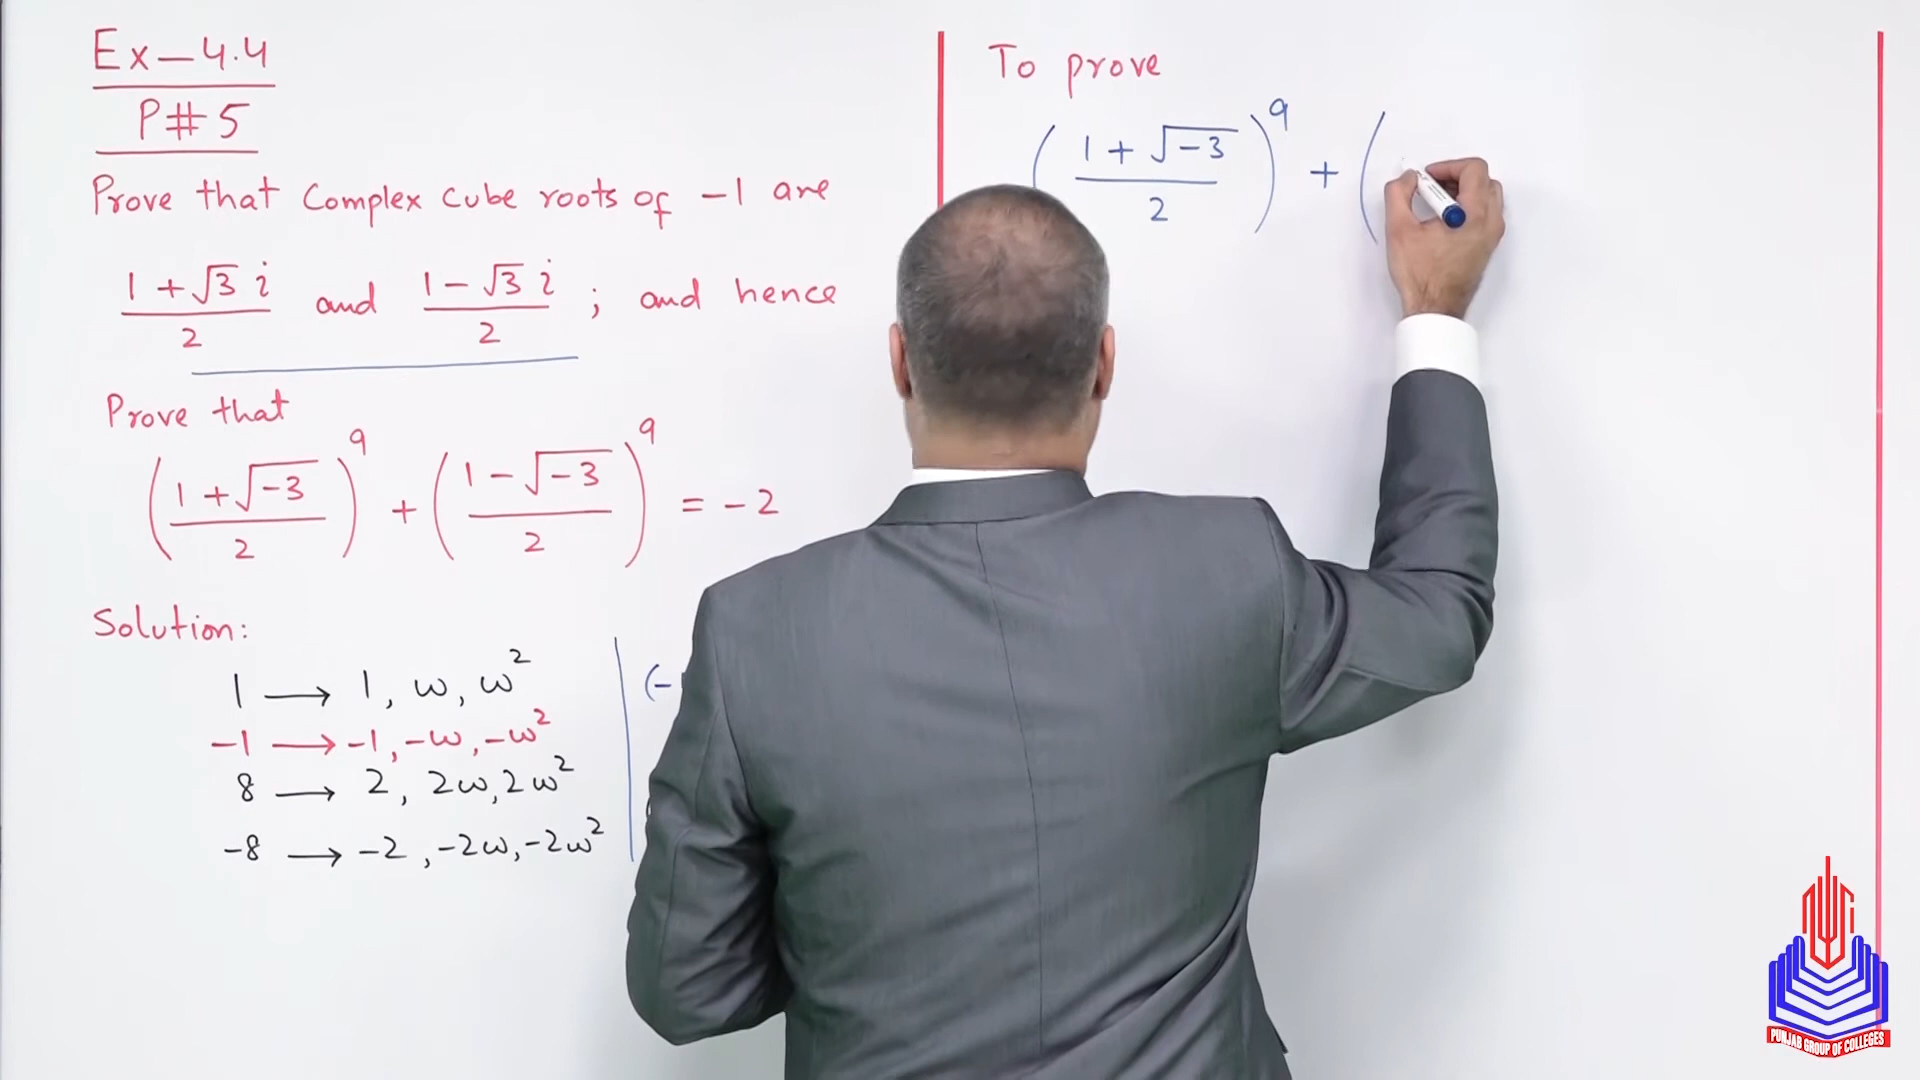 Ex-4.4
P#5
Prove that Complex cube roots of -1 are
(1+√3 i)/2 and (1-√3 i)/2 ; and hence
Prove that
((1+√-3)/2)^9 + ((1-√-3)/2)^9 = -2
Solution:
1 → 1, ω, ω²
-1 → -1, -ω, -ω²
8 → 2, 2ω, 2ω²
-8 → -2, -2ω, -2ω²
(-
To prove
((1+√-3)/2)^9 + (
PUNJAB GROUP OF COLLEGES